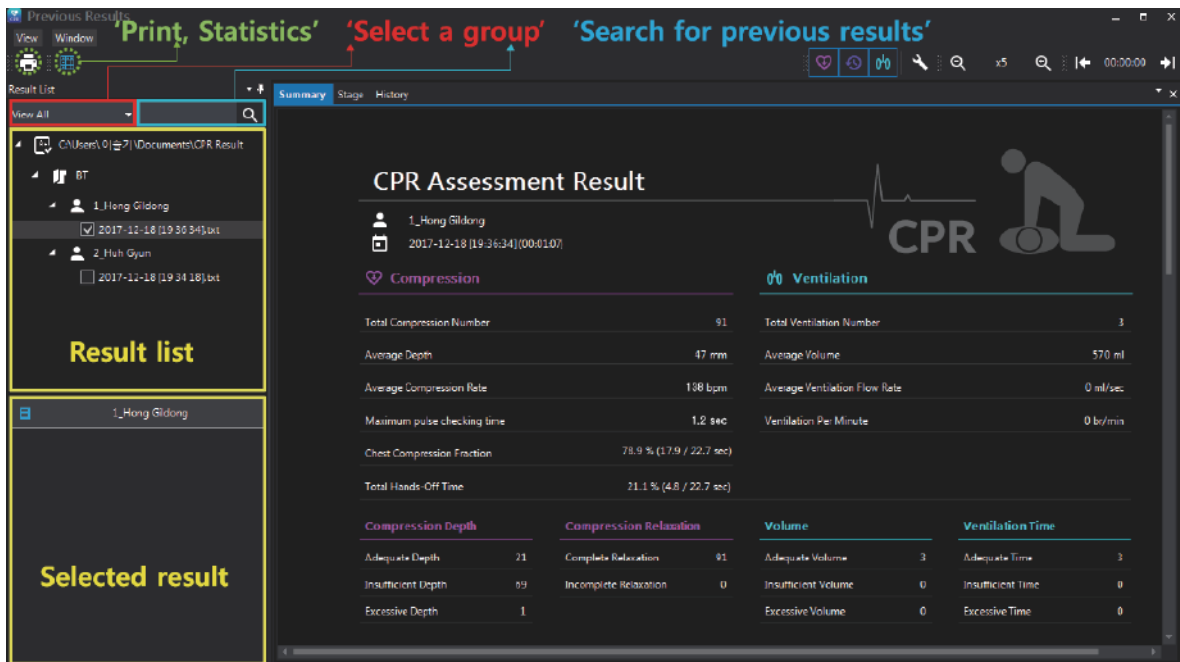 Previous Results
View Window
'Print, Statistics' 'Select a group' 'Search for previous results'
x5 00:00:00
Result List
Summary Stage History
View All
C:\Users\이슬기\Documents\CPR Result
BT
1_Hong Gildong
2017-12-18 [19 36 34].txt
2_Huh Gyun
2017-12-18 [19 34 18].txt
Result list
1_Hong Gildong
Selected result
CPR Assessment Result
1_Hong Gildong
2017-12-18 [19:36:34] (00:01:07)
CPR
Compression
Total Compression Number 91
Average Depth 47 mm
Average Compression Rate 138 bpm
Maximum pulse checking time 1.2 sec
Chest Compression Fraction 78.9 % (17.9 / 22.7 sec)
Total Hands-Off Time 21.1 % (4.8 / 22.7 sec)
Ventilation
Total Ventilation Number 3
Average Volume 570 ml
Average Ventilation Flow Rate 0 ml/sec
Ventilation Per Minute 0 br/min
Compression Depth
Adequate Depth 21
Insufficient Depth 69
Excessive Depth 1
Compression Relaxation
Complete Relaxation 91
Incomplete Relaxation 0
Volume
Adequate Volume 3
Insufficient Volume 0
Excessive Volume 0
Ventilation Time
Adequate Time 3
Insufficient Time 0
Excessive Time 0